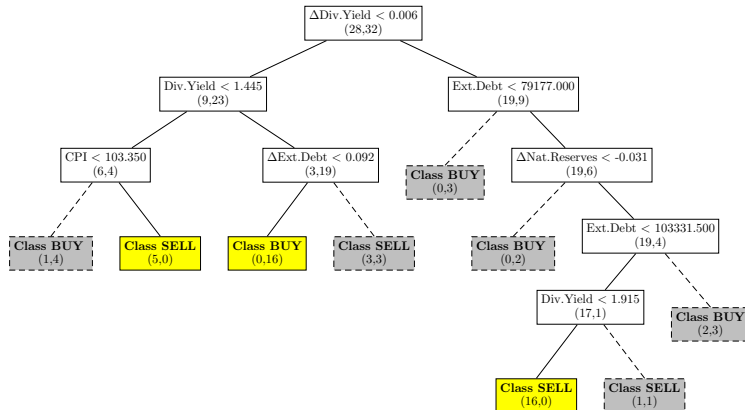 ΔDiv.Yield < 0.006
(28,32)
Div.Yield < 1.445
(9,23)
Ext.Debt < 79177.000
(19,9)
CPI < 103.350
(6,4)
ΔExt.Debt < 0.092
(3,19)
Class BUY
(0,3)
ΔNat.Reserves < -0.031
(19,6)
Class BUY
(1,4)
Class SELL
(5,0)
Class BUY
(0,16)
Class SELL
(3,3)
Class BUY
(0,2)
Ext.Debt < 103331.500
(19,4)
Div.Yield < 1.915
(17,1)
Class BUY
(2,3)
Class SELL
(16,0)
Class SELL
(1,1)